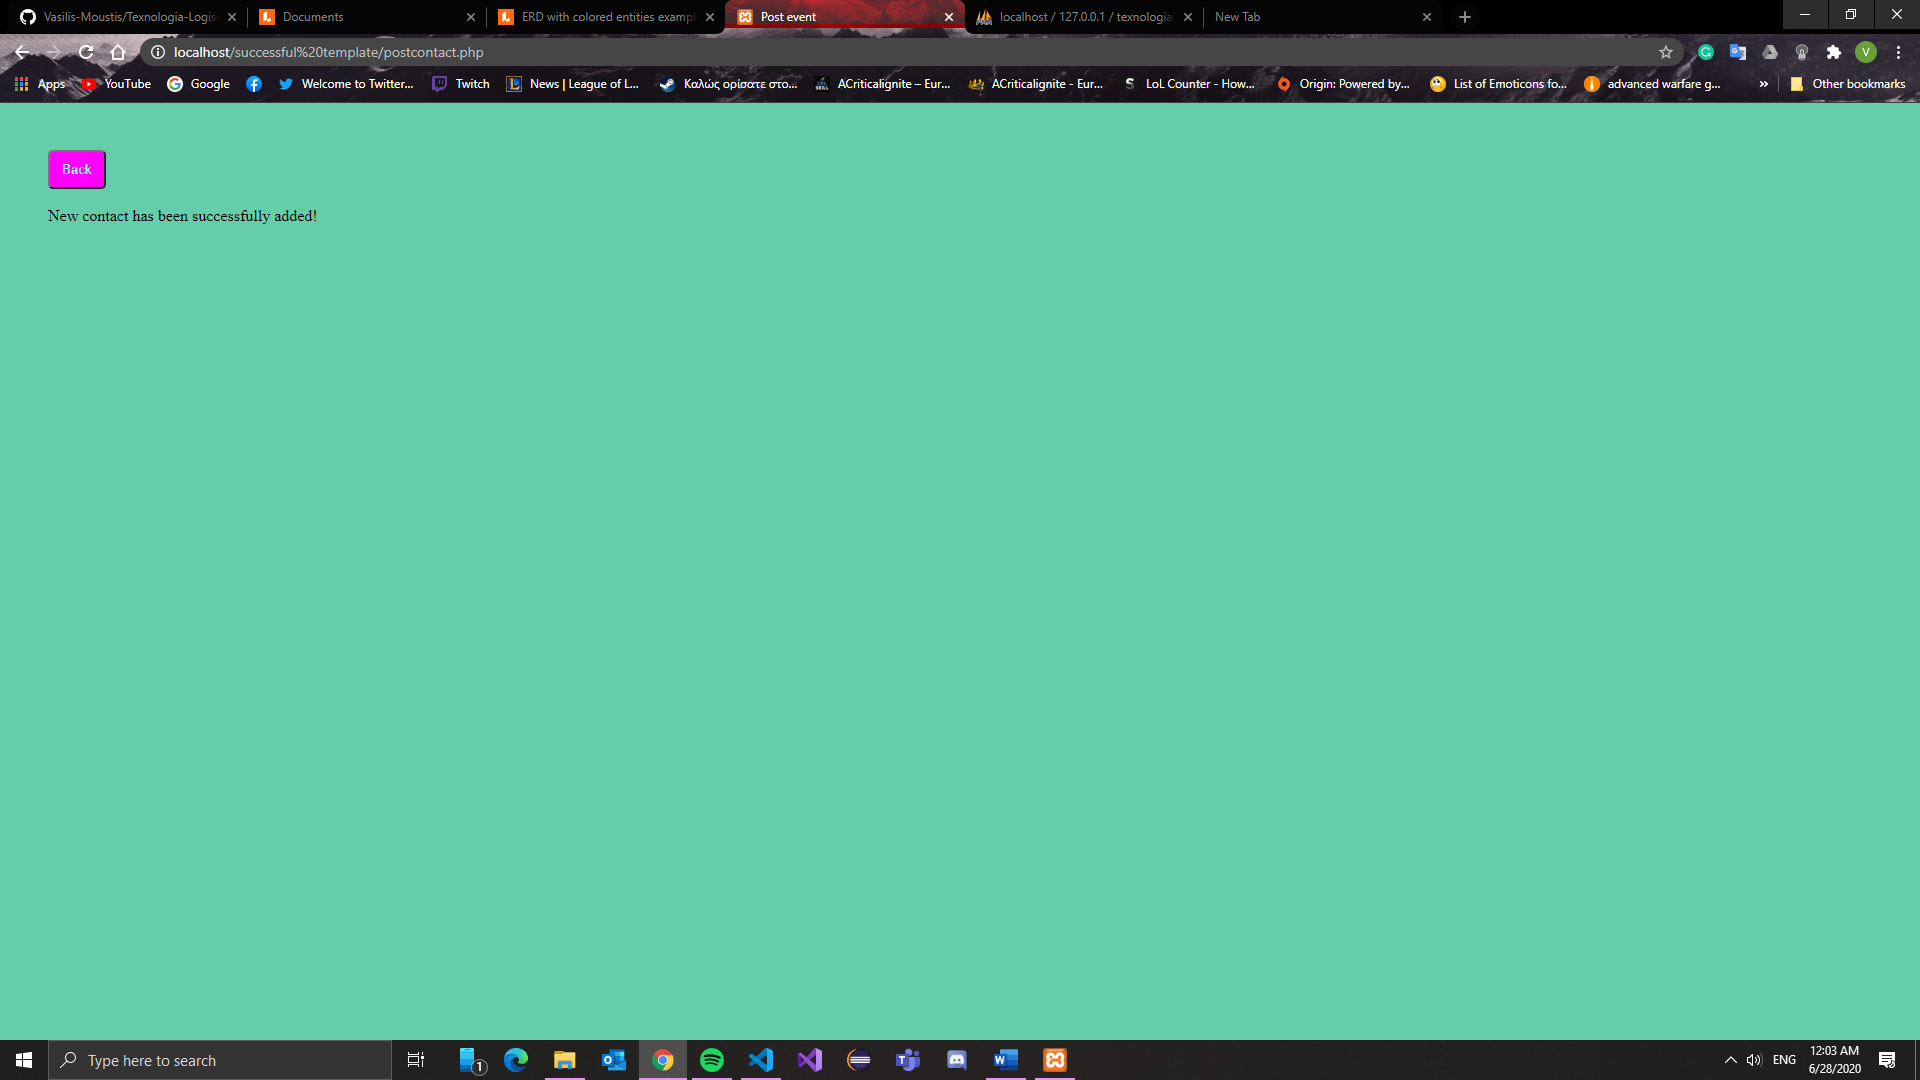 Vasilis-Moustis/Texnologia-Logis
Documents
ERD with colored entities exampl
Post event
localhost / 127.0.0.1 / texnologia
New Tab
localhost/successful%20template/postcontact.php
V
Apps
YouTube
Google
Welcome to Twitter...
Twitch
News | League of L...
Καλώς ορίσατε στο...
ACriticalignite – Eur...
ACriticalignite - Eur...
LoL Counter - How...
Origin: Powered by...
List of Emoticons fo...
advanced warfare g...
»
Other bookmarks
Back
New contact has been successfully added!
Type here to search
1
ENG
12:03 AM
6/28/2020